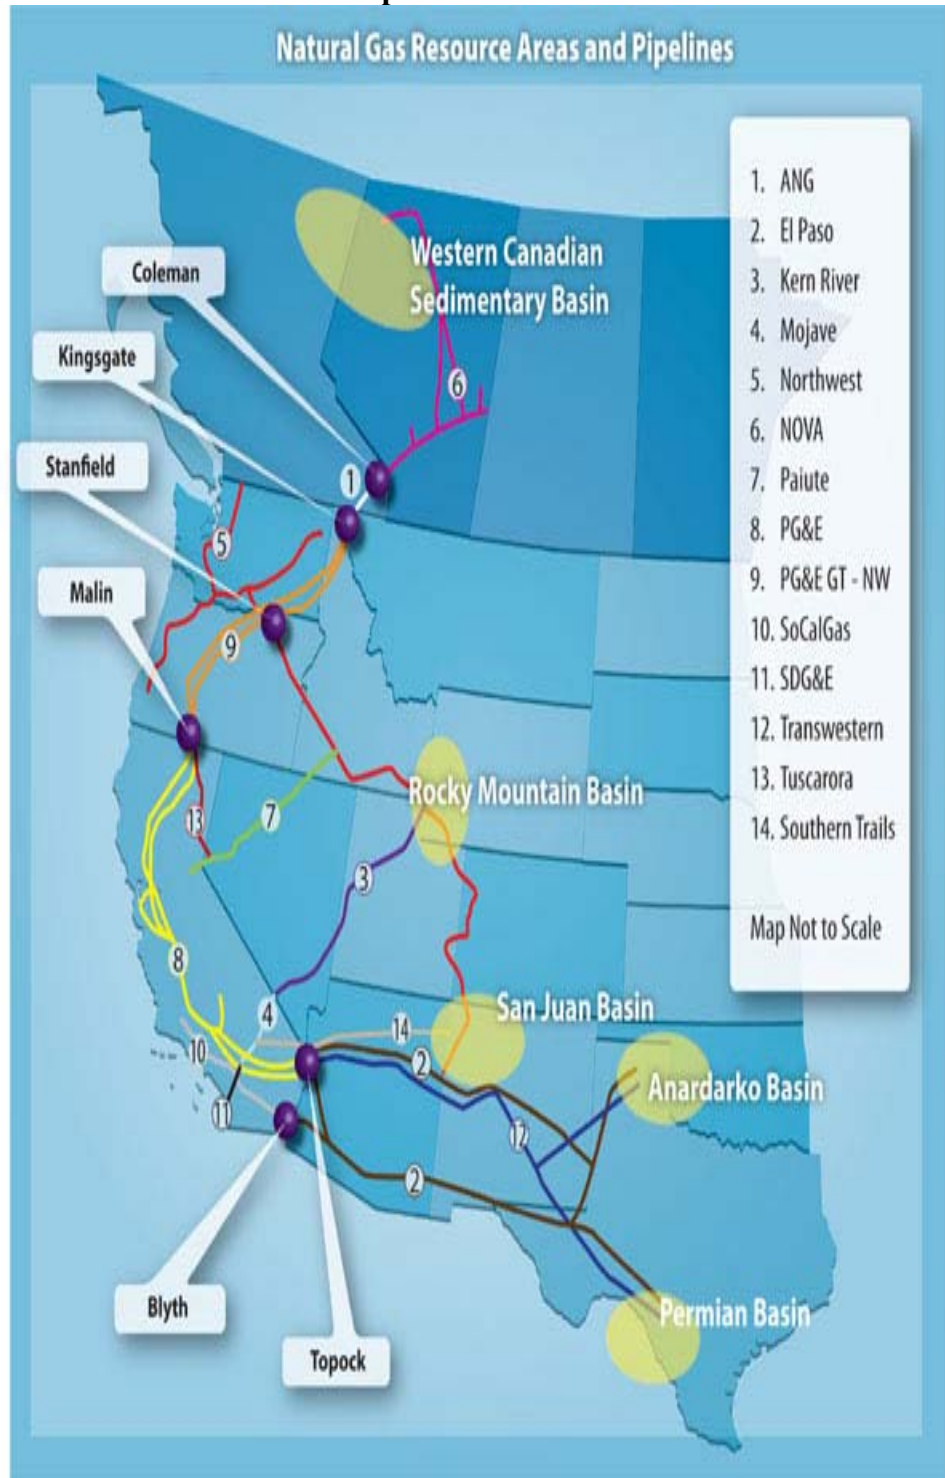 Natural Gas Resource Areas and Pipelines
1. ANG
2. El Paso
3. Kern River
4. Mojave
5. Northwest
6. NOVA
7. Paiute
8. PG&E
9. PG&E GT - NW
10. SoCalGas
11. SDG&E
12. Transwestern
13. Tuscarora
14. Southern Trails
Map Not to Scale
Western Canadian
Sedimentary Basin
Coleman
Kingsgate
Stanfield
Malin
6
1
5
9
Rocky Mountain Basin
13
7
3
8
4
San Juan Basin
14
10
2
Anardarko Basin
11
12
2
Blyth
Permian Basin
Topock